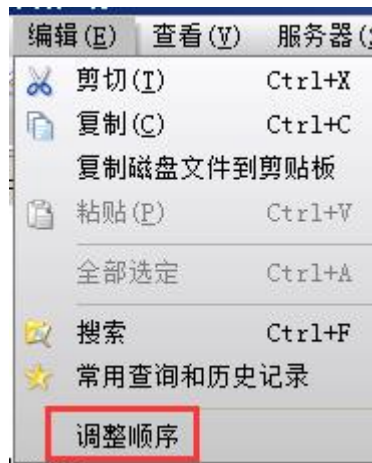 编辑(E) 查看(V) 服务器(
剪切(T) Ctrl+X
复制(C) Ctrl+C
复制磁盘文件到剪贴板
粘贴(P) Ctrl+V
全部选定 Ctrl+A
搜索 Ctrl+F
常用查询和历史记录
调整顺序